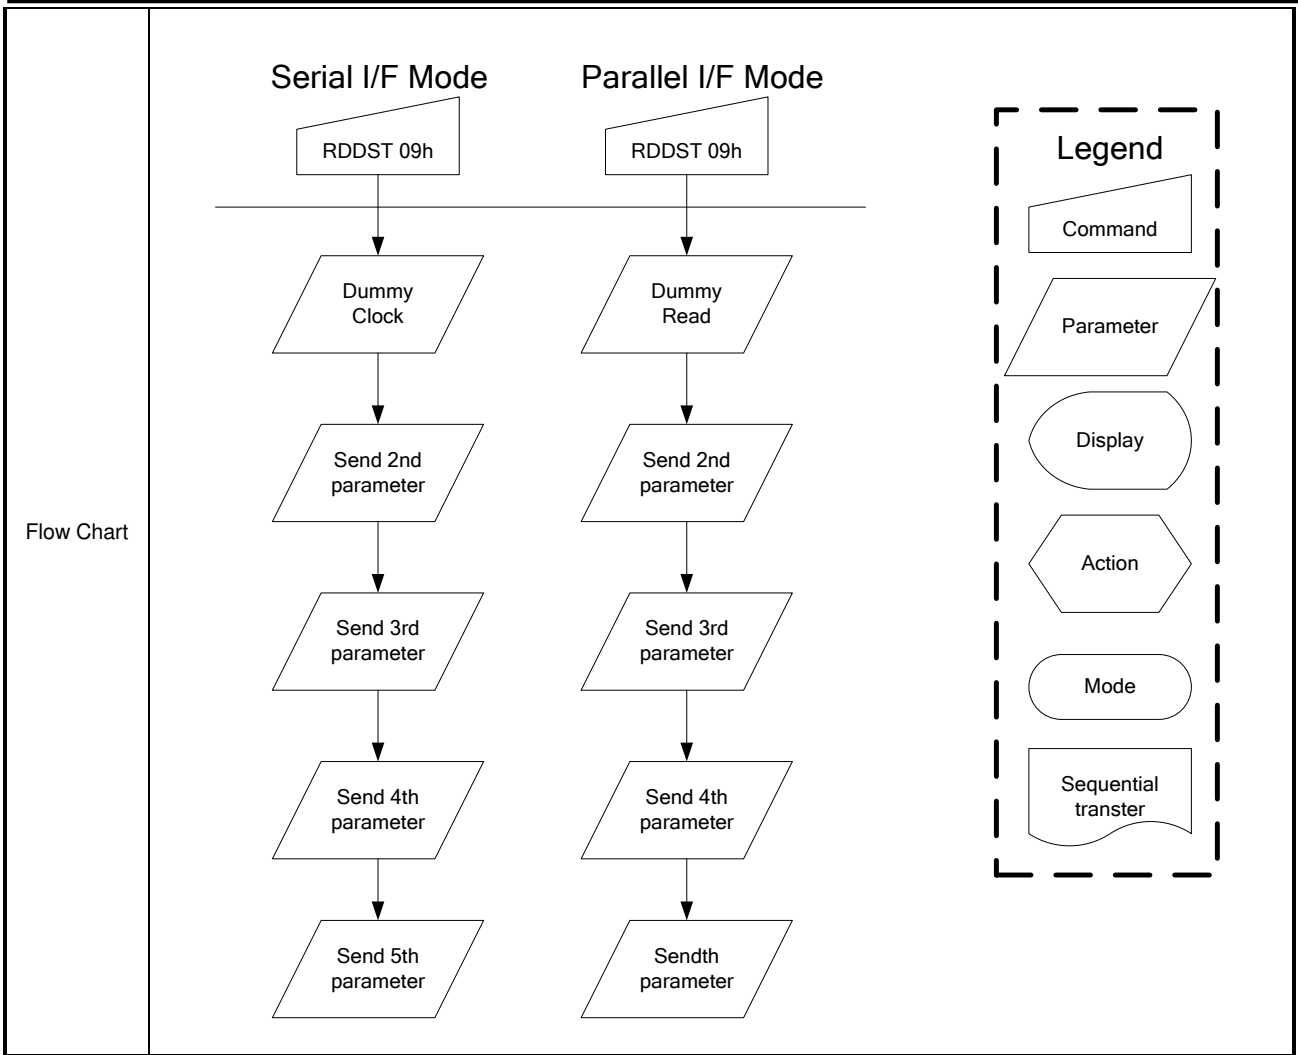 Flow Chart
Serial I/F Mode
RDDST 09h
Dummy
Clock
Send 2nd
parameter
Send 3rd
parameter
Send 4th
parameter
Send 5th
parameter
Parallel I/F Mode
RDDST 09h
Dummy
Read
Send 2nd
parameter
Send 3rd
parameter
Send 4th
parameter
Sendth
parameter
Legend
Command
Parameter
Display
Action
Mode
Sequential
transter